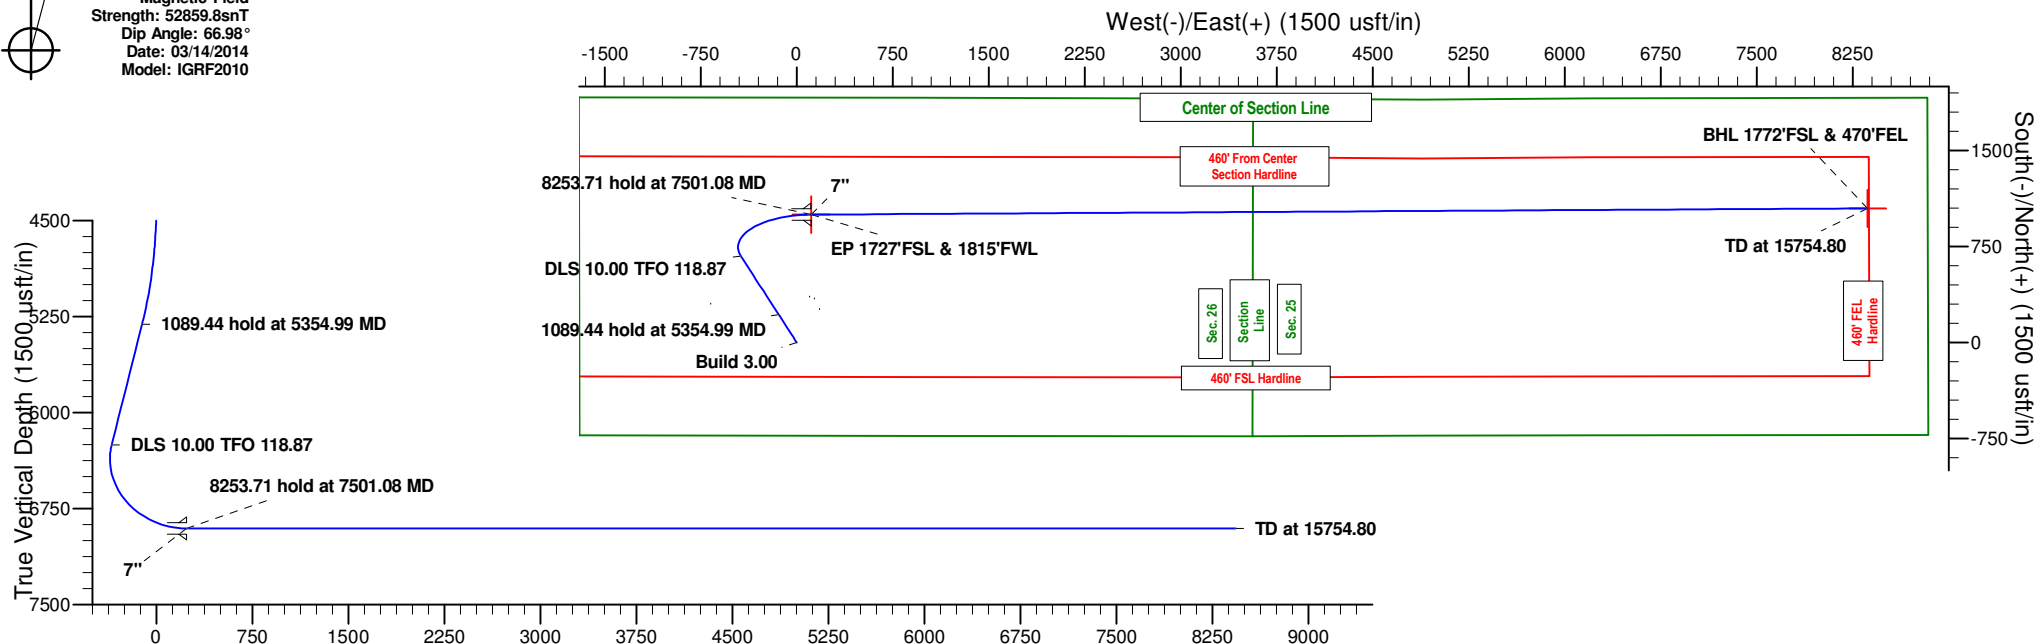 Magnetic Field
Strength: 52859.8snT
Dip Angle: 66.98°
Date: 03/14/2014
Model: IGRF2010
West(-)/East(+) (1500 usft/in)
-1500 -750 0 750 1500 2250 3000 3750 4500 5250 6000 6750 7500 8250
Center of Section Line
BHL 1772'FSL & 470'FEL
460' From Center
Section Hardline
8253.71 hold at 7501.08 MD
7"
EP 1727'FSL & 1815'FWL
TD at 15754.80
DLS 10.00 TFO 118.87
1089.44 hold at 5354.99 MD
Build 3.00
Sec. 26
Section
Line
Sec. 25
460' FEL
Hardline
460' FSL Hardline
1500
750
0
-750
South(-)/North(+) (1500 usft/in)
True Vertical Depth (1500 usft/in)
4500
5250
6000
6750
7500
1089.44 hold at 5354.99 MD
DLS 10.00 TFO 118.87
8253.71 hold at 7501.08 MD
TD at 15754.80
7"
0 750 1500 2250 3000 3750 4500 5250 6000 6750 7500 8250 9000